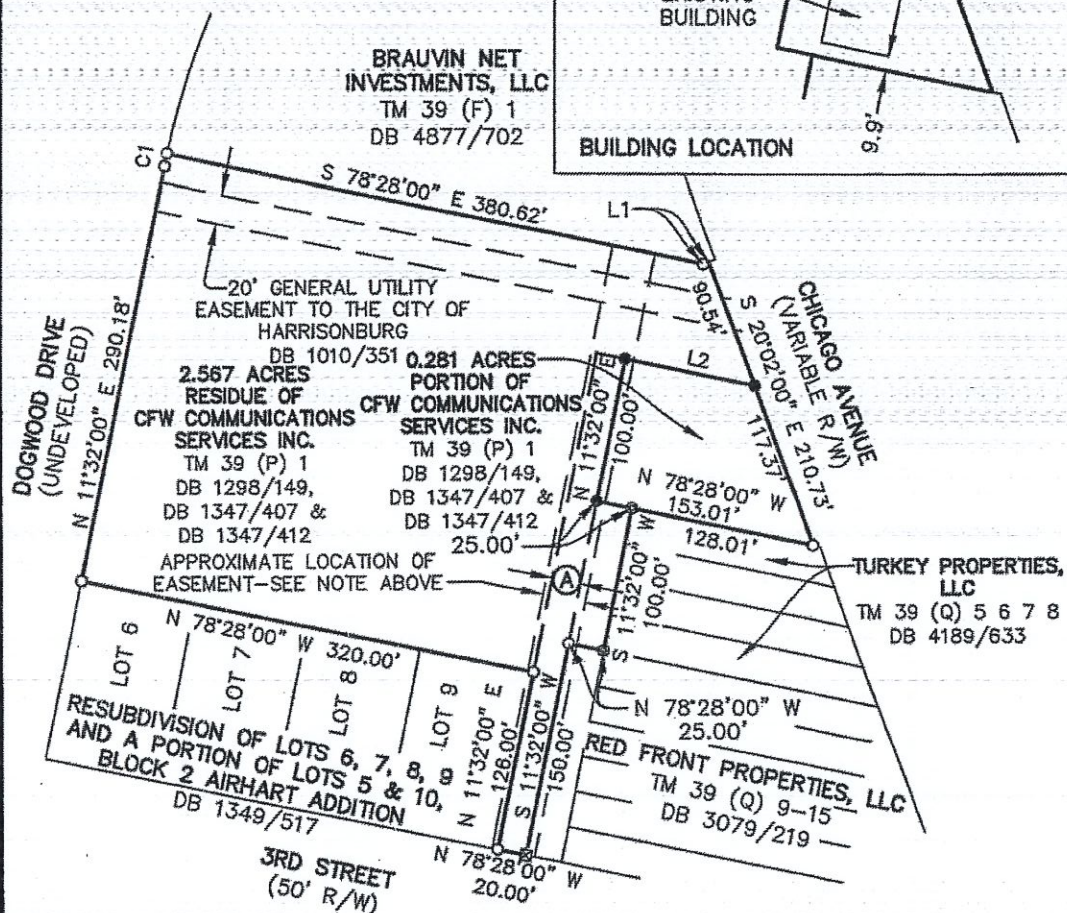 BUILDING
9.9'
BUILDING LOCATION
BRAUVIN NET
INVESTMENTS, LLC
TM 39 (F) 1
DB 4877/702
C1
S 78°28'00" E 380.62'
L1
20' GENERAL UTILITY
EASEMENT TO THE CITY OF
HARRISONBURG
DB 1010/351
90.54'
CHICAGO AVENUE
(VARIABLE R/W)
S 20°02'00" E 210.73'
117.37'
L2
DOGWOOD DRIVE
(UNDEVELOPED)
N 11°32'00" E 290.18'
2.567 ACRES
RESIDUE OF
CFW COMMUNICATIONS
SERVICES INC.
TM 39 (P) 1
DB 1298/149,
DB 1347/407 &
DB 1347/412
0.281 ACRES
PORTION OF
CFW COMMUNICATIONS
SERVICES INC.
TM 39 (P) 1
DB 1298/149,
DB 1347/407 &
DB 1347/412
N 11°32'00" E
100.00'
N 78°28'00" W
153.01'
128.01'
25.00'
APPROXIMATE LOCATION OF
EASEMENT-SEE NOTE ABOVE
A
S 11°32'00" W
100.00'
TURKEY PROPERTIES,
LLC
TM 39 (Q) 5 6 7 8
DB 4189/633
N 78°28'00" W 320.00'
LOT 6
LOT 7
LOT 8
LOT 9
N 78°28'00" W
25.00'
RESUBDIVISION OF LOTS 6, 7, 8, 9
AND A PORTION OF LOTS 5 & 10,
BLOCK 2 AIRHART ADDITION
DB 1349/517
N 11°32'00" E
126.00'
S 11°32'00" W
150.00'
RED FRONT PROPERTIES, LLC
TM 39 (Q) 9-15
DB 3079/219
3RD STREET
(50' R/W)
N 78°28'00" W
20.00'